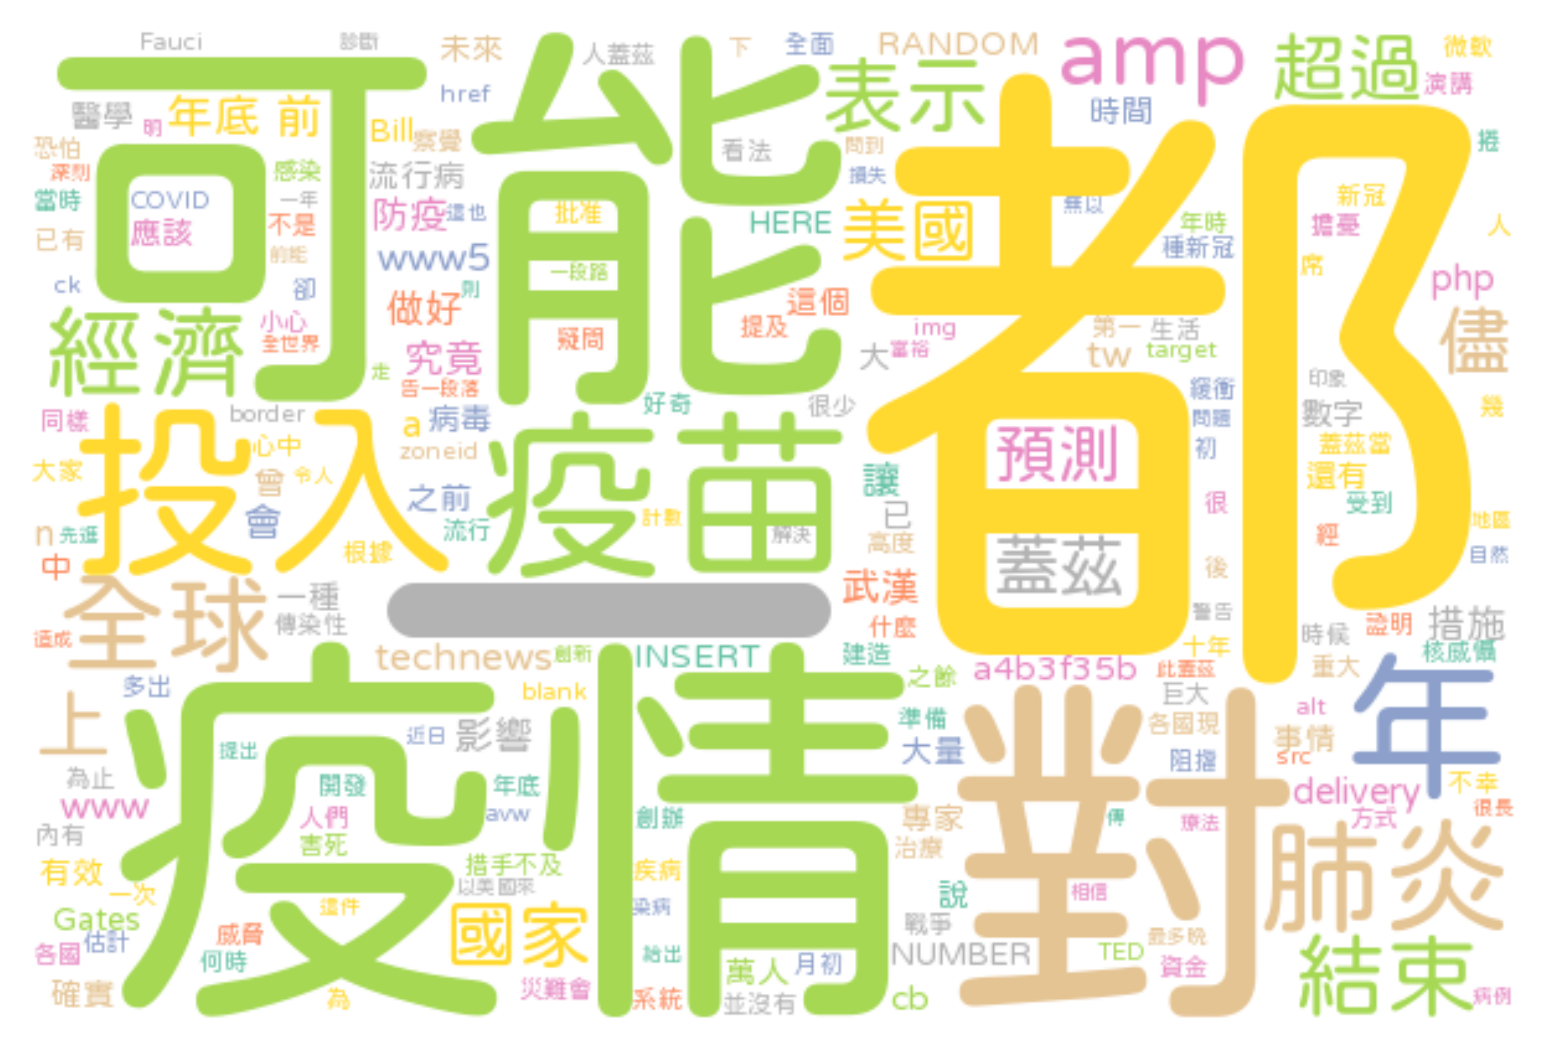 Fauci
診斷
未來
人蓋茲
下
全面
RANDOM
amp
超過
微軟
演講
可能
都
表示
時間
href
醫學
明
年底 前
Bill
察覺
看法
問到
捲
恐怕
深刻
感染
流行病
損失
當時
COVID
一年
防疫
這也
批准
HERE
美國
無以
年時
新冠
擔憂
人
應該
不是
已有
前能
www5
一段路
種新冠
席
php
ck
卻
則
做好
這個
提及
img
第一
生活
儘
經濟
小心
全世界
究竟
疑問
大
富裕
tw
target
走
告一段落
好奇
很少
緩衝
印象
數字
幾
同樣
border
a
病毒
問題
投入
疫苗
心中
zoneid
預測
初
蓋茲當
大家
曾
令人
之前
讓
還有
會
計數
已
很
受到
n
先進
流行
解決
高度
經
地區
中
根據
蓋茲
後
自然
全球
一種
一
武漢
警告
傳染性
什麼
時候
證明
措施
造成
technews
創新
INSERT
建造
十年
核威懾
a4b3f35b
此蓋茲
重大
多出
blank
之餘
巨大
年
上
疫情
對
alt
提出
近日
影響
準備
各國現
事情
大量
阻擋
src
為止
開發
年底
不幸
www
人們
avw
創辦
專家
傳
療法
delivery
方式
很長
內有
害死
治療
肺炎
有效
措手不及
疾病
一次
以美國來
說
相信
Gates
這件
國家
染病
戰爭
各國
估計
威脅
給出
NUMBER
TED
最多晚
結束
何時
萬人
月初
資金
確實
為
災難會
系統
並沒有
cb
病例